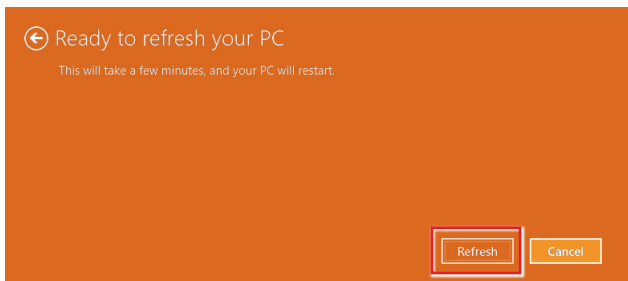 Ready to refresh your PC
This will take a few minutes, and your PC will restart.
Refresh
Cancel